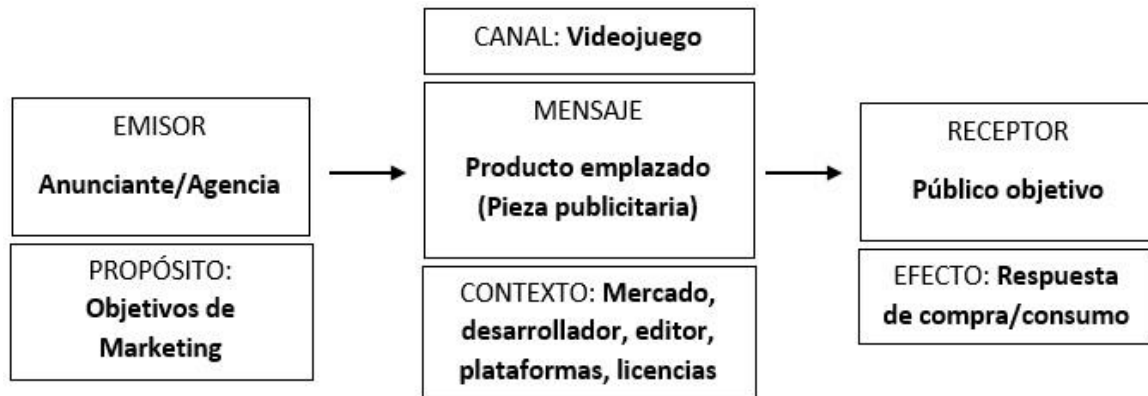 EMISOR
Anunciante/Agencia
PROPÓSITO:
Objetivos de
Marketing
CANAL: Videojuego
MENSAJE
Producto emplazado
(Pieza publicitaria)
CONTEXTO: Mercado,
desarrollador, editor,
plataformas, licencias
RECEPTOR
Público objetivo
EFECTO: Respuesta
de compra/consumo